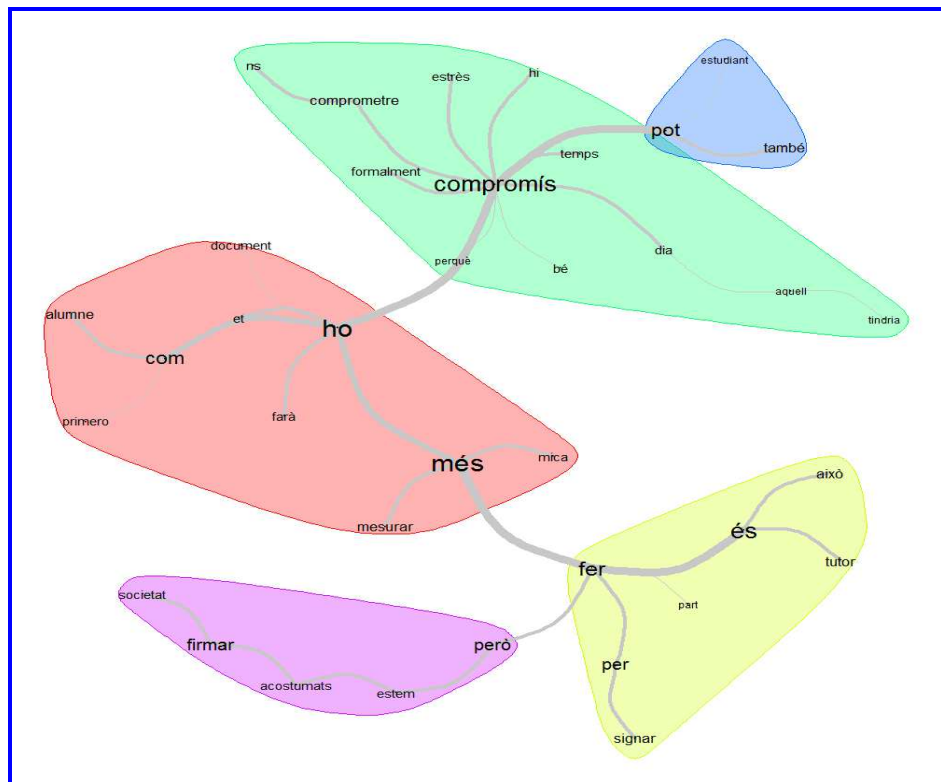 estudiant
ns
hi
estrès
comprometre
pot
també
temps
formalment
compromís
document
perquè
bé
dia
aquell
alumne
et
ho
tindria
com
primero
farà
més
mica
mesurar
això
és
fer
tutor
societat
part
firmar
però
per
acostumats
estem
signar